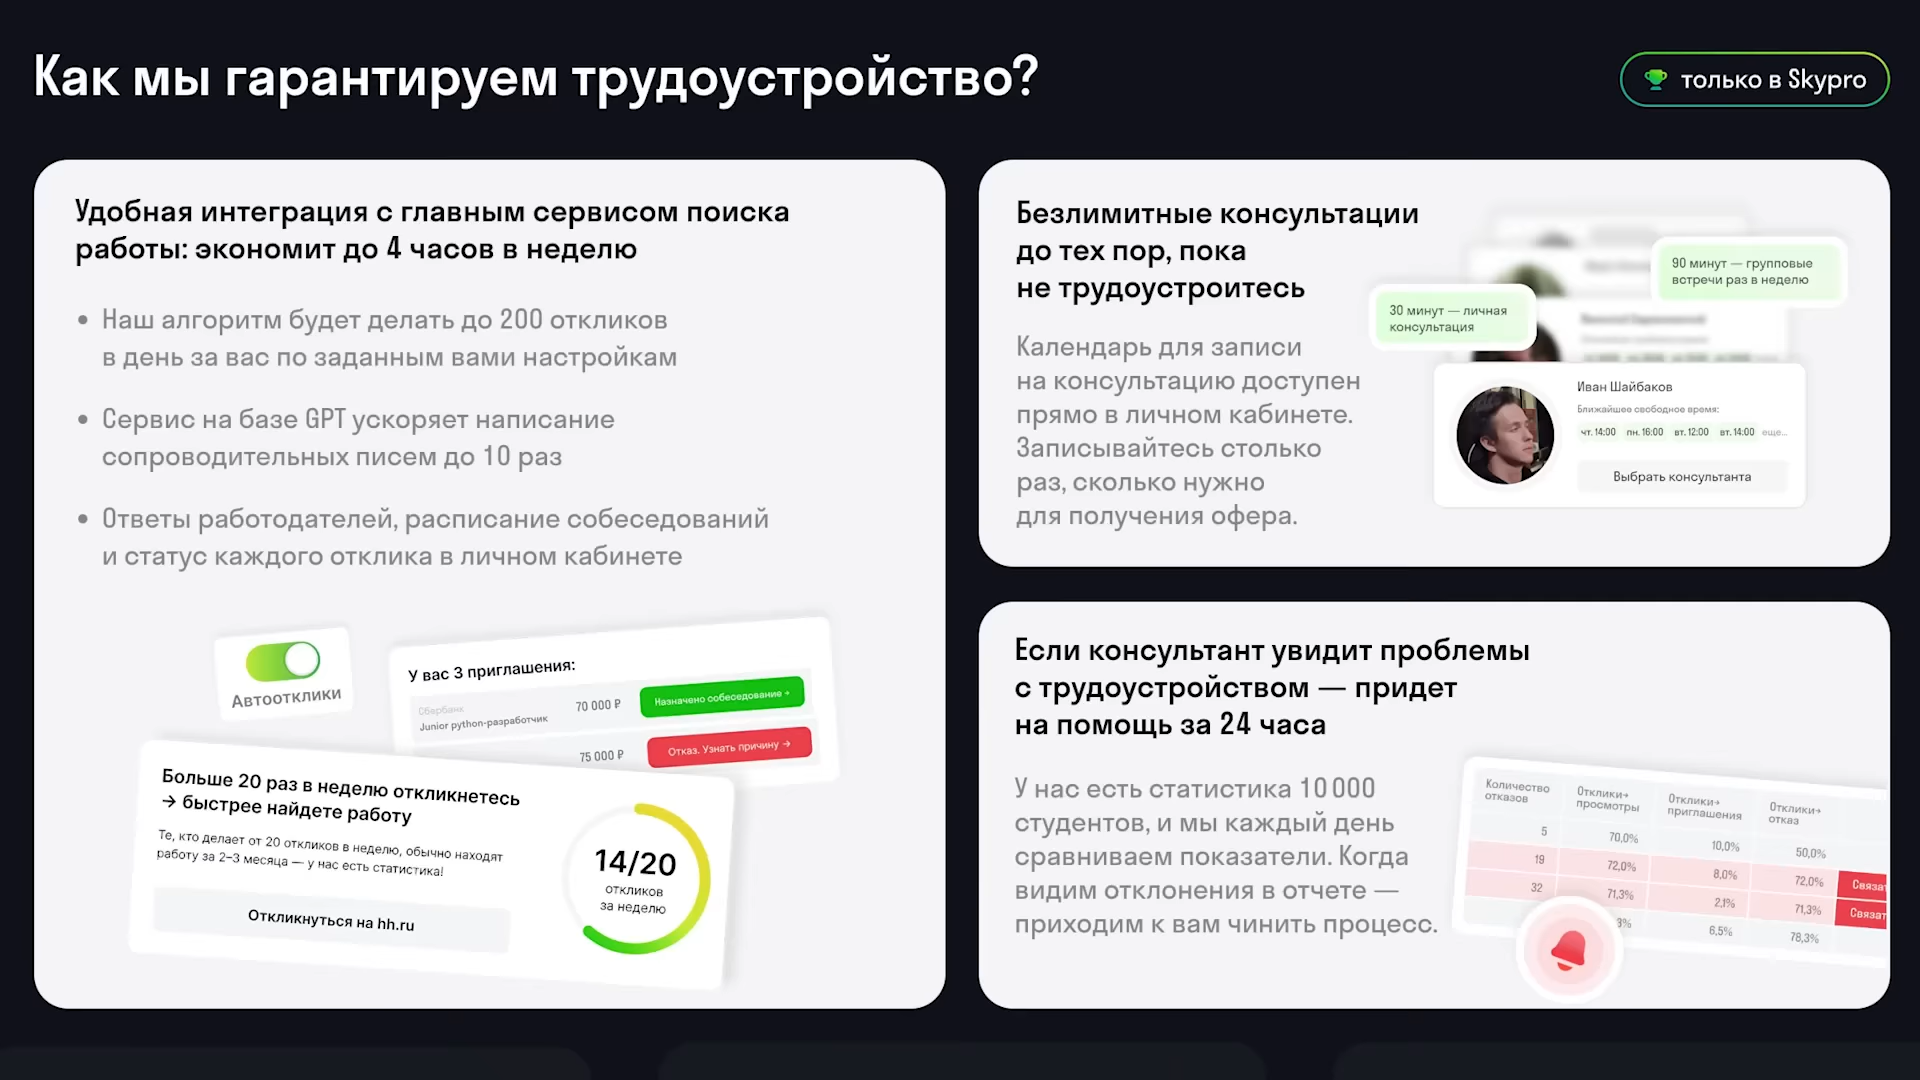 Как мы гарантируем трудоустройство?
только в Skypro
Удобная интеграция с главным сервисом поиска
работы: экономит до 4 часов в неделю
• Наш алгоритм будет делать до 200 откликов
в день за вас по заданным вами настройкам
• Сервис на базе GPT ускоряет написание
сопроводительных писем до 10 раз
• Ответы работодателей, расписание собеседований
и статус каждого отклика в личном кабинете
Автоотклики
У вас 3 приглашения:
Сбербанк
Junior python-разработчик
70 000 ₽
Назначено собеседование →
75 000 ₽
Отказ. Узнать причину →
Больше 20 раз в неделю откликнетесь
→ быстрее найдете работу
Те, кто делает от 20 откликов в неделю, обычно находят
работу за 2–3 месяца — у нас есть статистика!
Откликнуться на hh.ru
14/20
откликов
за неделю
Безлимитные консультации
до тех пор, пока
не трудоустроитесь
Календарь для записи
на консультацию доступен
прямо в личном кабинете.
Записывайтесь столько
раз, сколько нужно
для получения офера.
90 минут — групповые
встречи раз в неделю
30 минут — личная
консультация
Иван Шайбаков
Ближайшее свободное время:
чт. 14:00 пн. 16:00 вт. 12:00 вт. 14:00 еще...
Выбрать консультанта
Если консультант увидит проблемы
с трудоустройством — придет
на помощь за 24 часа
У нас есть статистика 10 000
студентов, и мы каждый день
сравниваем показатели. Когда
видим отклонения в отчете —
приходим к вам чинить процесс.
Количество
отказов
Отклики→
просмотры
Отклики→
приглашения
Отклики→
отказ
5 70,0% 10,0% 50,0%
19 72,0% 8,0% 72,0% Связат
32 71,3% 2,1% 71,3% Связат
3% 6,5% 78,3%